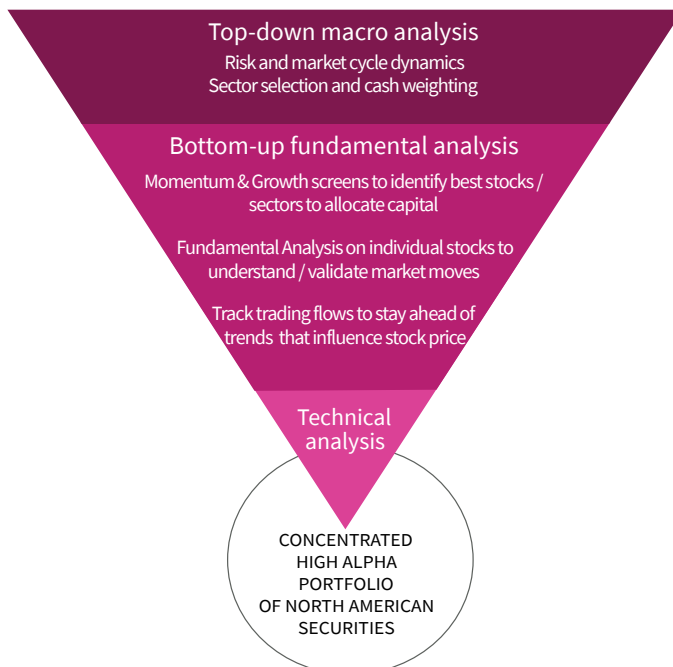 Top-down macro analysis
Risk and market cycle dynamics
Sector selection and cash weighting
Bottom-up fundamental analysis
Momentum & Growth screens to identify best stocks /
sectors to allocate capital
Fundamental Analysis on individual stocks to
understand / validate market moves
Track trading flows to stay ahead of
trends that influence stock price
Technical
analysis
CONCENTRATED
HIGH ALPHA
PORTFOLIO
OF NORTH AMERICAN
SECURITIES